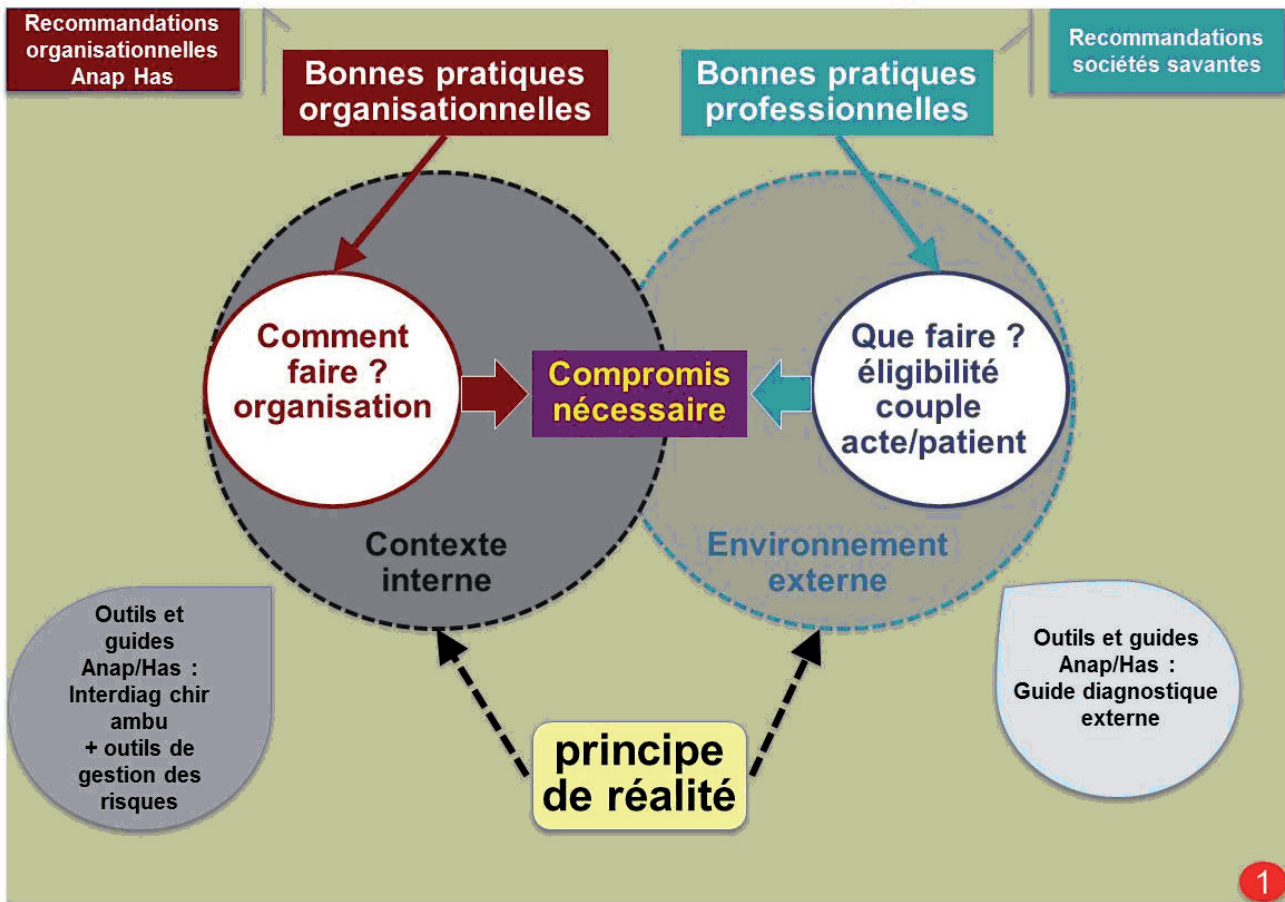 Recommandations
organisationnelles
Anap Has
Recommandations
sociétés savantes
Bonnes pratiques
organisationnelles
Bonnes pratiques
professionnelles
Comment
faire ?
organisation
Compromis
nécessaire
Que faire ?
éligibilité
couple
acte/patient
Contexte
interne
Environnement
externe
Outils et
guides
Anap/Has :
Interdiag chir
ambu
+ outils de
gestion des
risques
Outils et guides
Anap/Has :
Guide diagnostique
externe
principe
de réalité
1